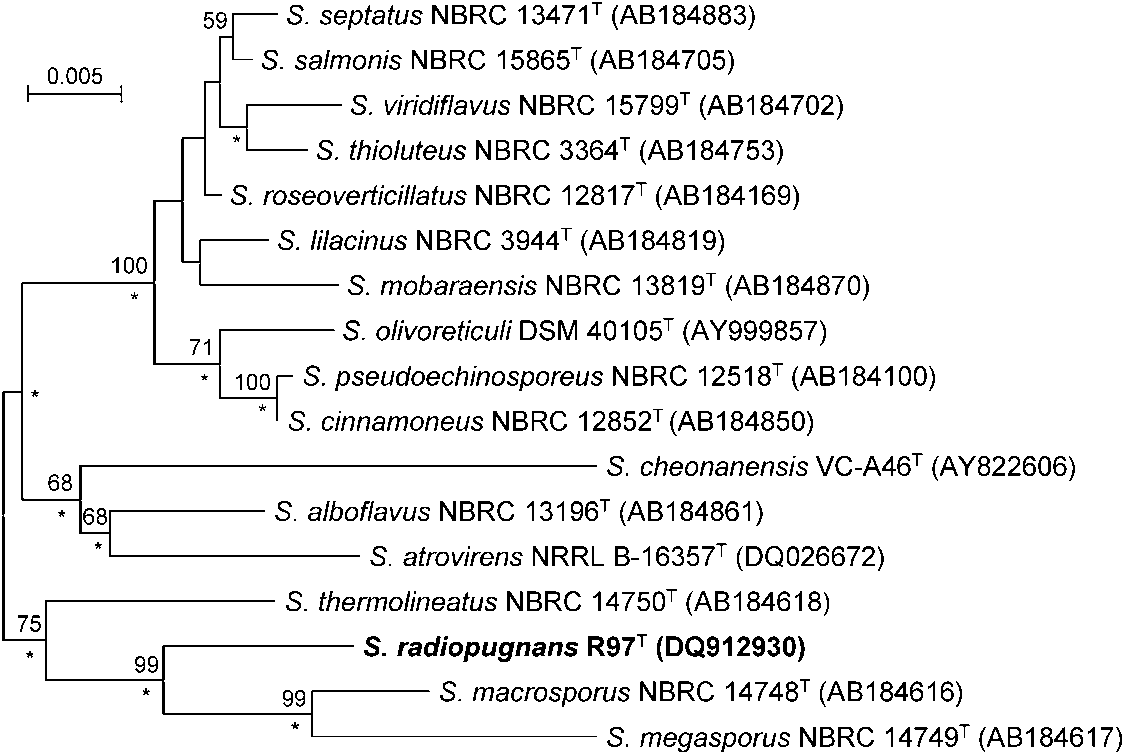 59
S. septatus NBRC 13471ᵀ (AB184883)
0.005
S. salmonis NBRC 15865ᵀ (AB184705)
S. viridiflavus NBRC 15799ᵀ (AB184702)
*
S. thioluteus NBRC 3364ᵀ (AB184753)
S. roseoverticillatus NBRC 12817ᵀ (AB184169)
S. lilacinus NBRC 3944ᵀ (AB184819)
100
*
S. mobaraensis NBRC 13819ᵀ (AB184870)
S. olivoreticuli DSM 40105ᵀ (AY999857)
71
*
100
*
S. pseudoechinosporeus NBRC 12518ᵀ (AB184100)
*
S. cinnamoneus NBRC 12852ᵀ (AB184850)
S. cheonanensis VC-A46ᵀ (AY822606)
68
*
68
*
S. alboflavus NBRC 13196ᵀ (AB184861)
S. atrovirens NRRL B-16357ᵀ (DQ026672)
S. thermolineatus NBRC 14750ᵀ (AB184618)
75
*
S. radiopugnans R97ᵀ (DQ912930)
99
*
S. macrosporus NBRC 14748ᵀ (AB184616)
99
*
S. megasporus NBRC 14749ᵀ (AB184617)